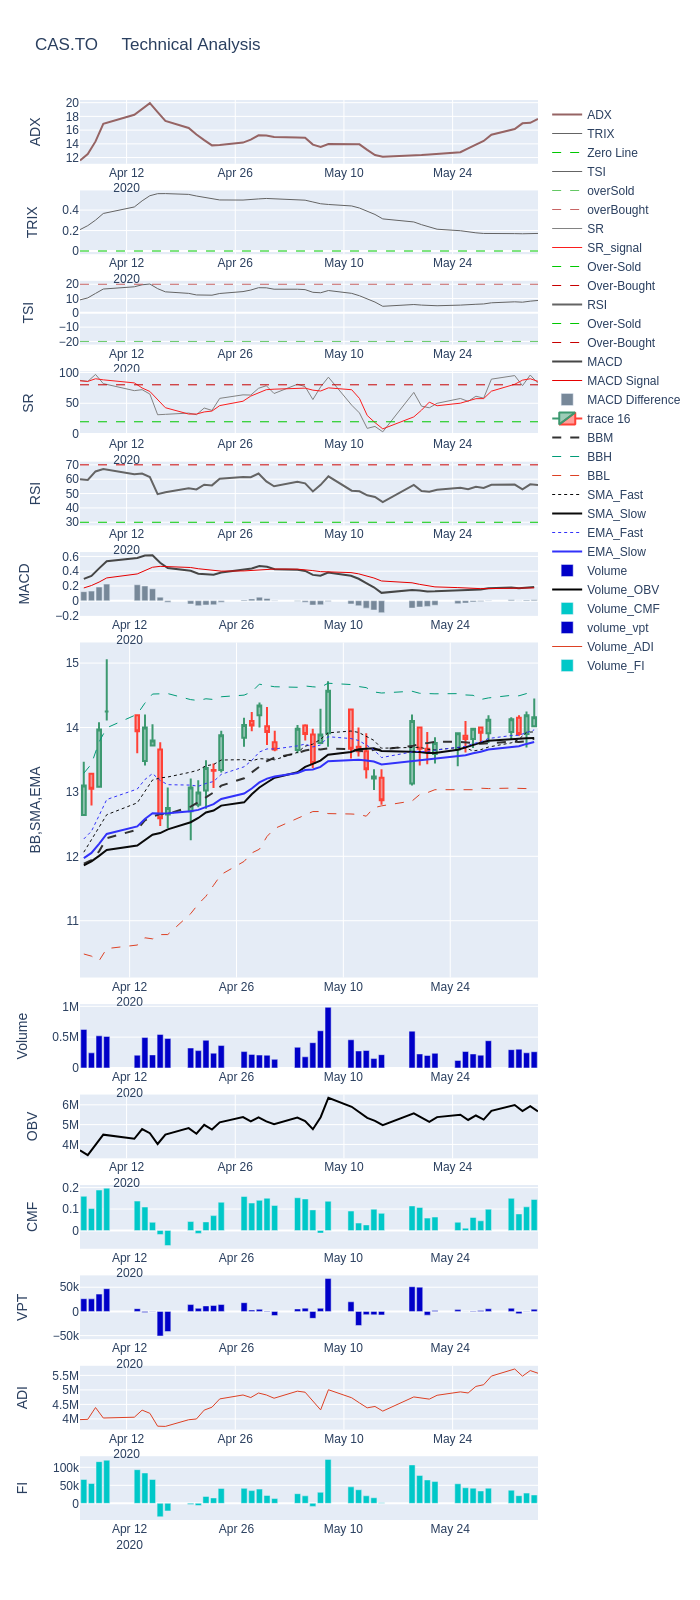 CAS.TO Technical Analysis
ADX
20
18
16
14
12
Apr 12
2020
Apr 26
May 10
May 24
TRIX
0.4
0.2
0
Apr 12
2020
Apr 26
May 10
May 24
TSI
20
10
0
−10
−20
Apr 12
2020
Apr 26
May 10
May 24
SR
100
50
0
Apr 12
2020
Apr 26
May 10
May 24
RSI
70
60
50
40
30
Apr 12
2020
Apr 26
May 10
May 24
MACD
0.6
0.4
0.2
0
−0.2
Apr 12
2020
Apr 26
May 10
May 24
BB,SMA,EMA
15
14
13
12
11
Apr 12
2020
Apr 26
May 10
May 24
Volume
1M
0.5M
0
Apr 12
2020
Apr 26
May 10
May 24
OBV
6M
5M
4M
Apr 12
2020
Apr 26
May 10
May 24
CMF
0.2
0.1
0
Apr 12
2020
Apr 26
May 10
May 24
VPT
50k
0
−50k
Apr 12
2020
Apr 26
May 10
May 24
ADI
5.5M
5M
4.5M
4M
Apr 12
2020
Apr 26
May 10
May 24
FI
100k
50k
0
Apr 12
2020
Apr 26
May 10
May 24
ADX
TRIX
Zero Line
TSI
overSold
overBought
SR
SR_signal
Over-Sold
Over-Bought
RSI
Over-Sold
Over-Bought
MACD
MACD Signal
MACD Difference
trace 16
BBM
BBH
BBL
SMA_Fast
SMA_Slow
EMA_Fast
EMA_Slow
Volume
Volume_OBV
Volume_CMF
volume_vpt
Volume_ADI
Volume_FI